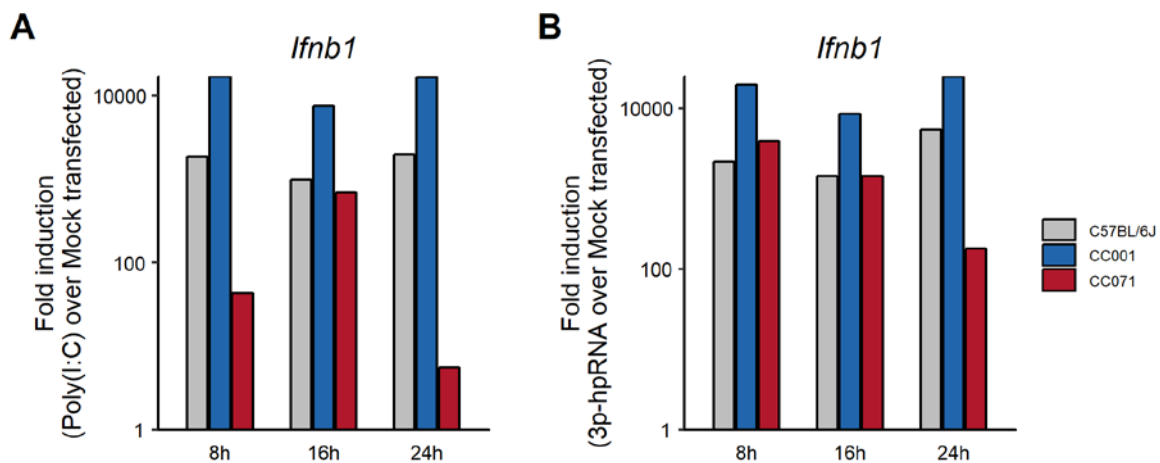 A
Ifnb1
Fold induction
(Poly(I:C) over Mock transfected)
10000
100
1
8h
16h
24h
B
Ifnb1
Fold induction
(3p-hpRNA over Mock transfected)
10000
100
1
8h
16h
24h
C57BL/6J
CC001
CC071